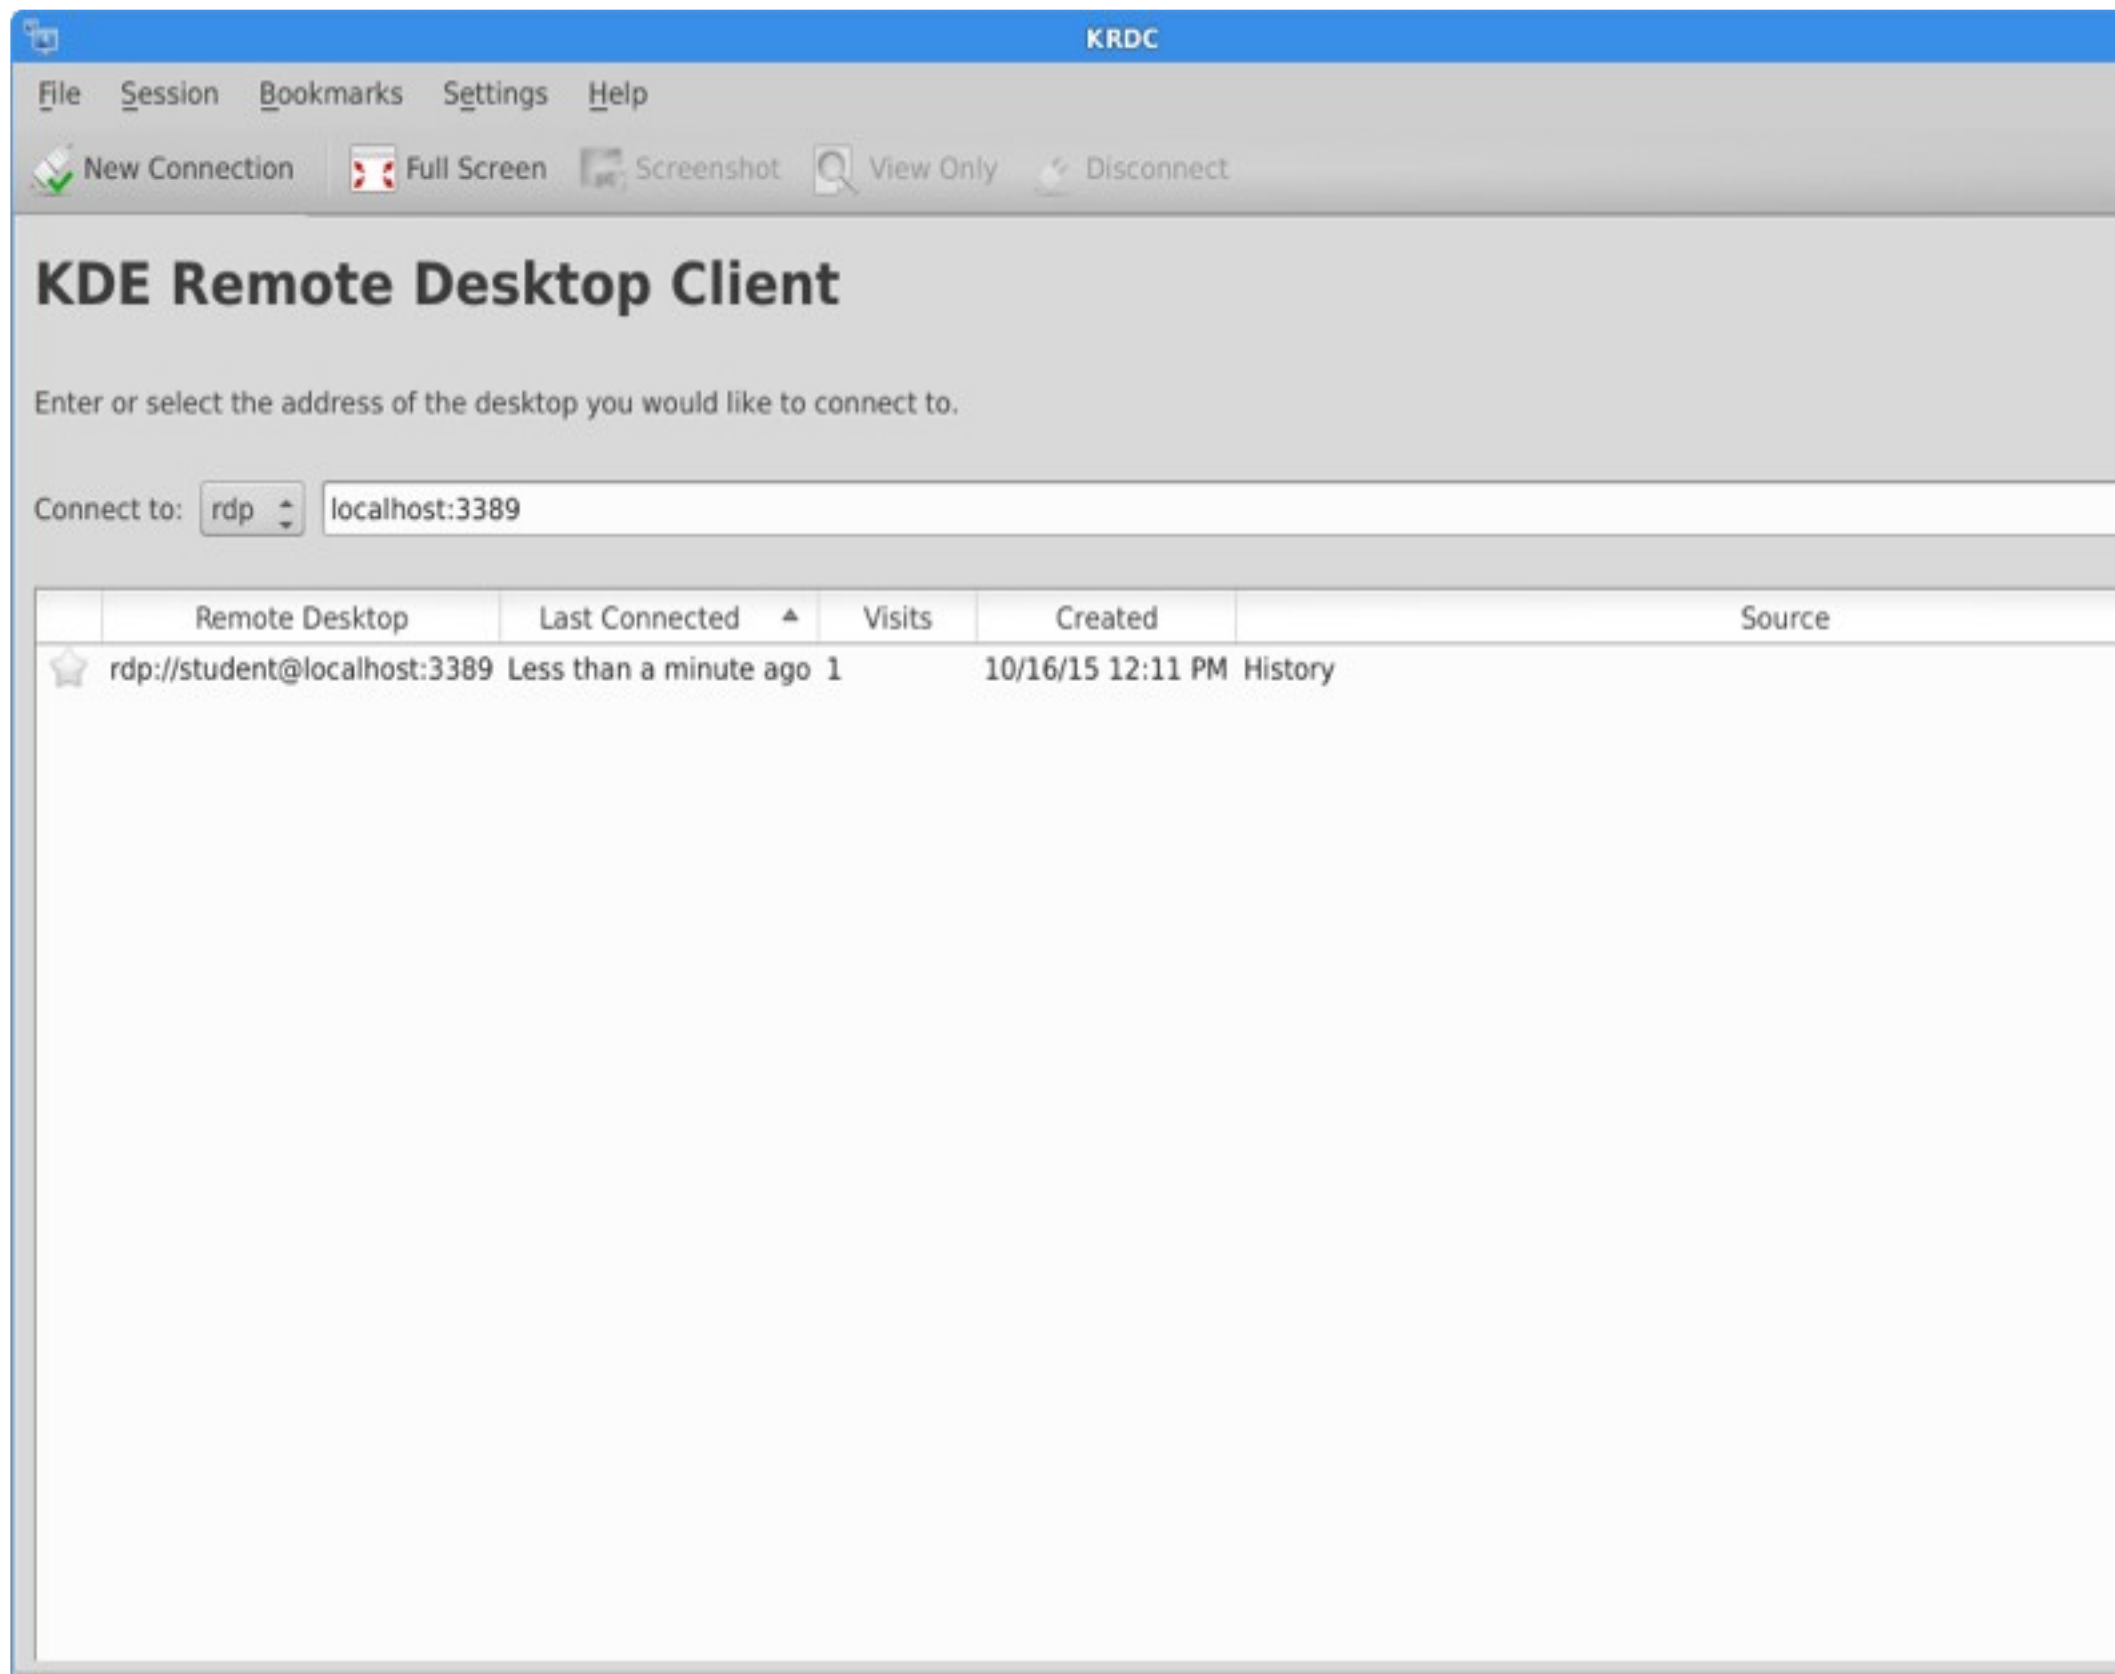 KRDC
File Session Bookmarks Settings Help
New Connection Full Screen Screenshot View Only Disconnect
KDE Remote Desktop Client
Enter or select the address of the desktop you would like to connect to.
Connect to: rdp localhost:3389
Remote Desktop Last Connected Visits Created Source
rdp://student@localhost:3389 Less than a minute ago 1 10/16/15 12:11 PM History